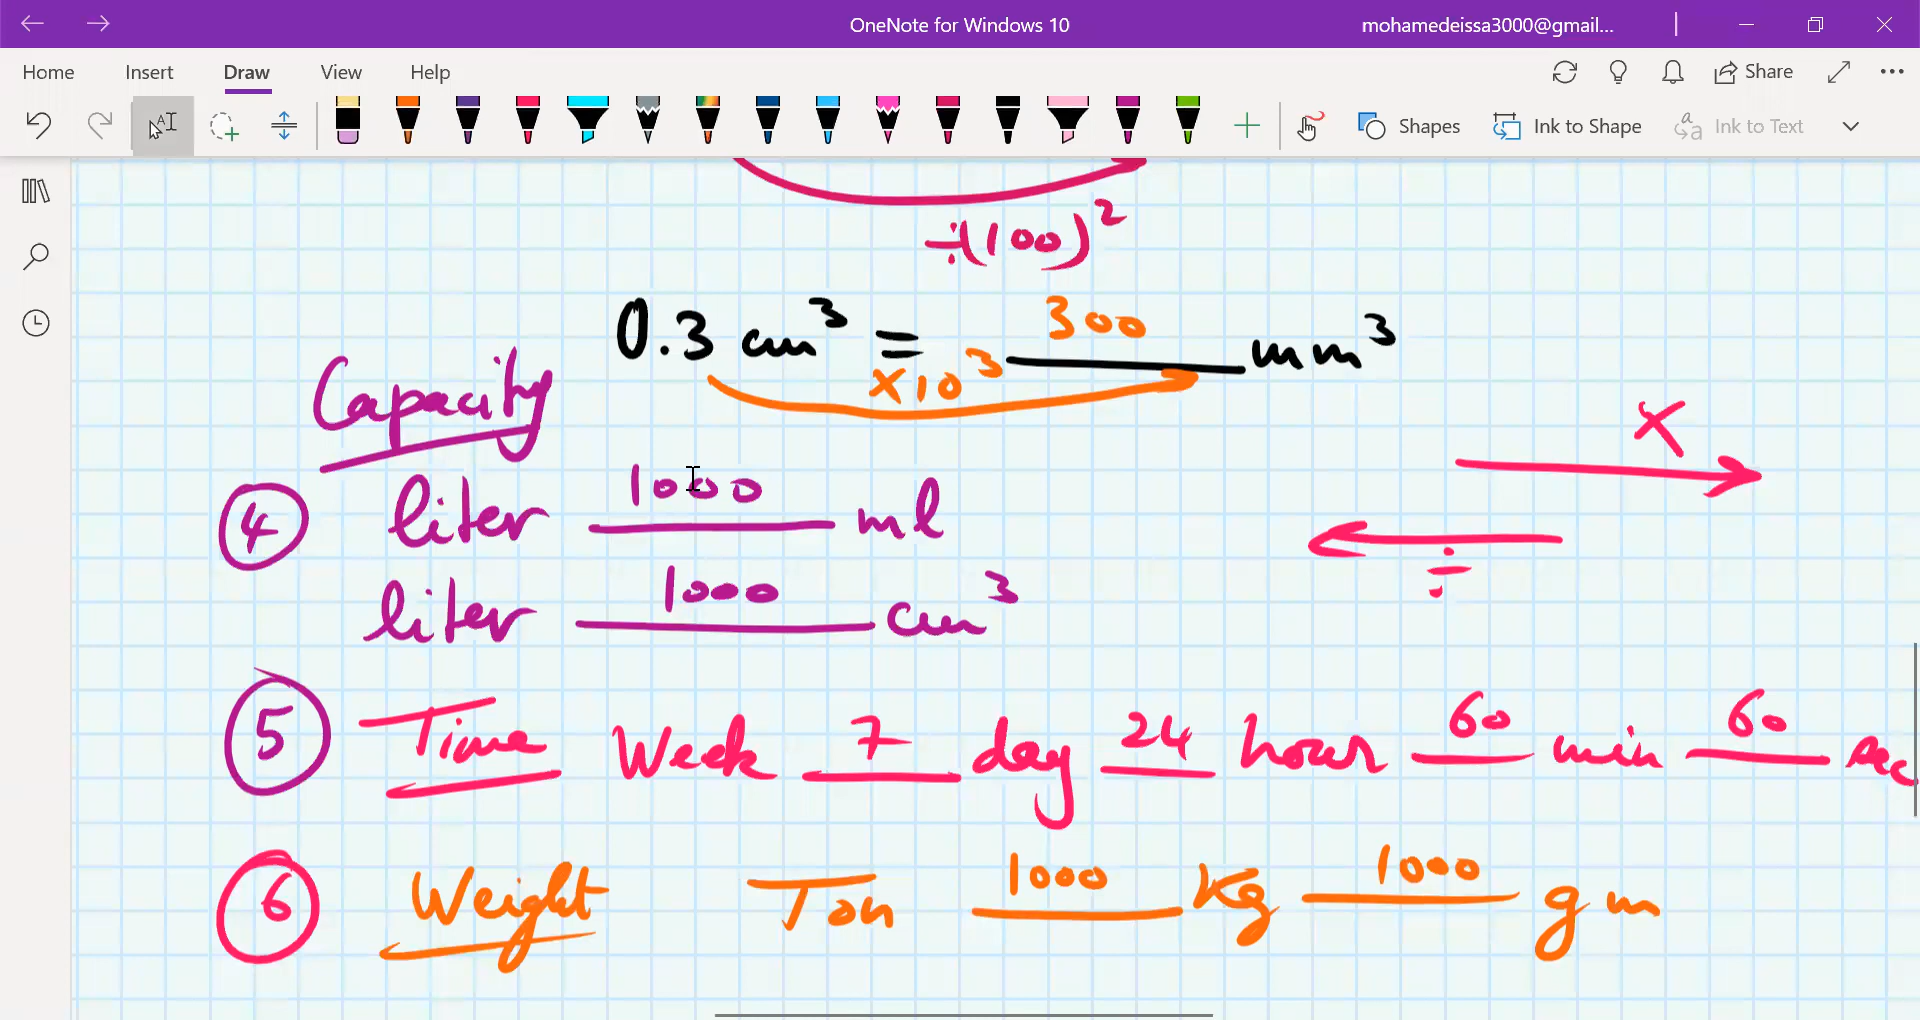 OneNote for Windows 10
mohamedeissa3000@gmail...
Home Insert Draw View Help
Share
Shapes Ink to Shape Ink to Text
÷(100)²
0.3 cm³ = 300 mm³
×10³
Capacity
×
④ liter 1000 ml
÷
liter 1000 cm³
⑤ Time Week 7 day 24 hour 60 min 60 sec
⑥ Weight Ton 1000 Kg 1000 gm